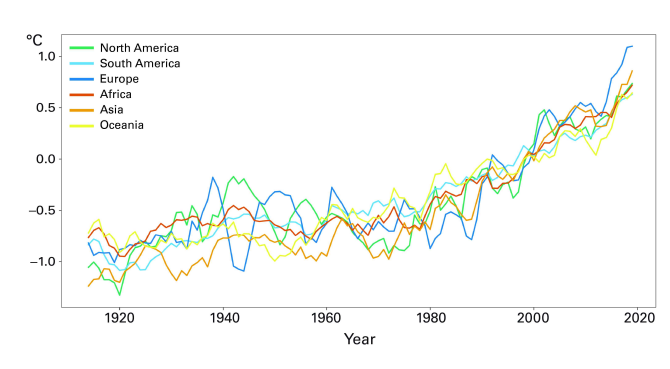 °C
1.0
0.5
0.0
−0.5
−1.0
North America
South America
Europe
Africa
Asia
Oceania
1920 1940 1960 1980 2000 2020
Year